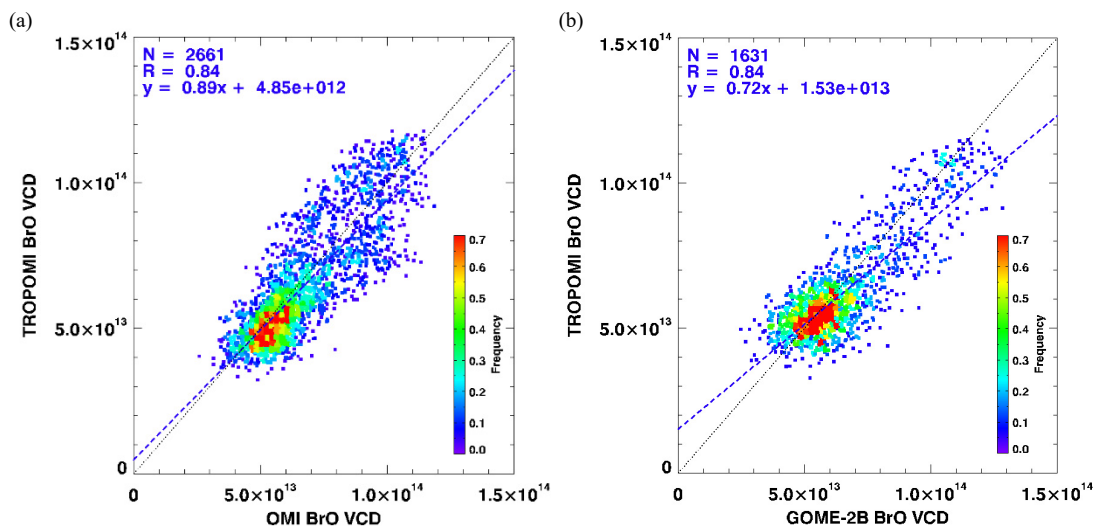 (a)
1.5×10¹⁴
N = 2661
R = 0.84
y = 0.89x + 4.85e+012
1.0×10¹⁴
5.0×10¹³
0
TROPOMI BrO VCD
0.7
0.6
0.5
0.4
0.3
0.2
0.1
0.0
Frequency
0
5.0×10¹³
1.0×10¹⁴
1.5×10¹⁴
OMI BrO VCD
(b)
1.5×10¹⁴
N = 1631
R = 0.84
y = 0.72x + 1.53e+013
1.0×10¹⁴
5.0×10¹³
0
TROPOMI BrO VCD
0.7
0.6
0.5
0.4
0.3
0.2
0.1
0.0
Frequency
0
5.0×10¹³
1.0×10¹⁴
1.5×10¹⁴
GOME-2B BrO VCD